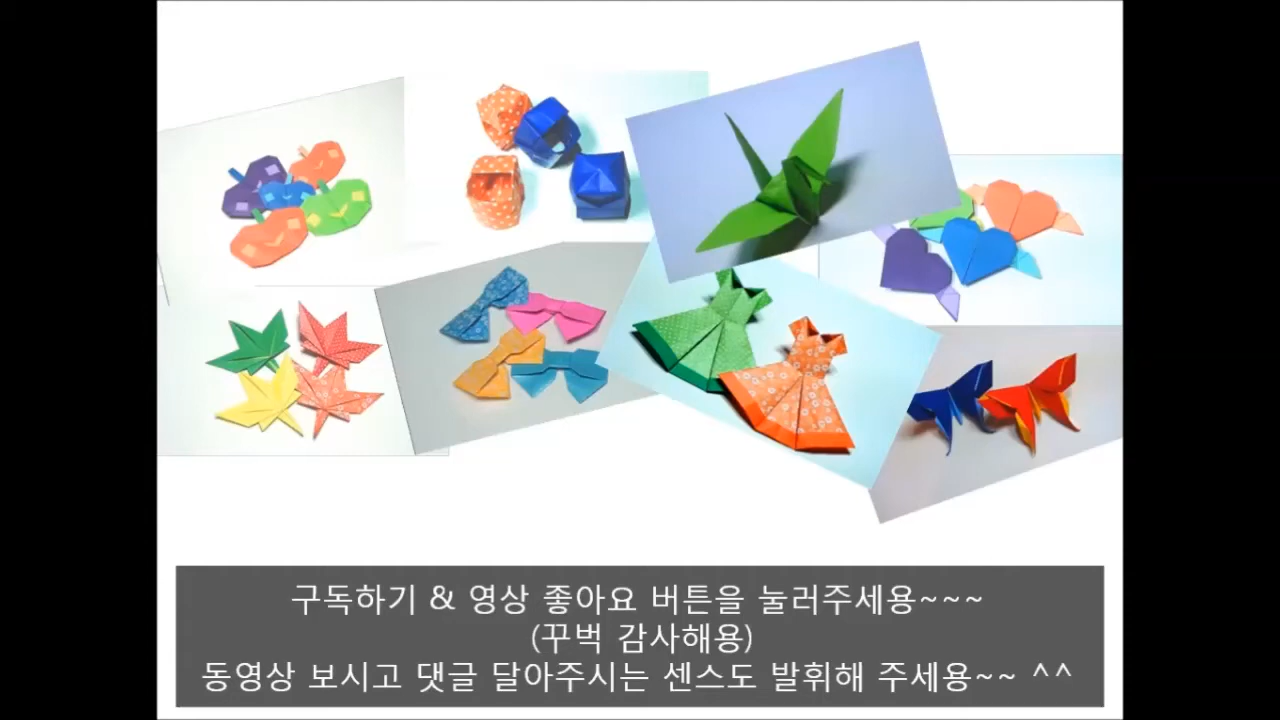 구독하기 & 영상 좋아요 버튼을 눌러주세용~~~
(꾸벅 감사해용)
동영상 보시고 댓글 달아주시는 센스도 발휘해 주세용~~ ^^